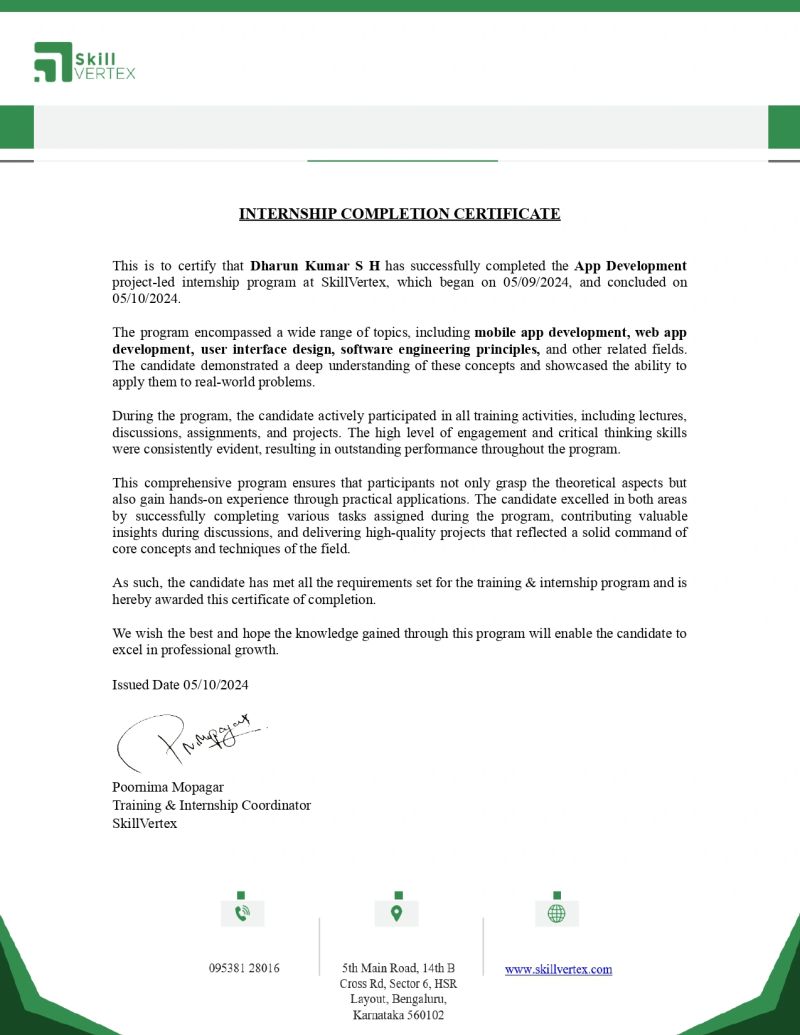 Skill
VERTEX
INTERNSHIP COMPLETION CERTIFICATE
This is to certify that Dharun Kumar S H has successfully completed the App Development
project-led internship program at SkillVertex, which began on 05/09/2024, and concluded on
05/10/2024.
The program encompassed a wide range of topics, including mobile app development, web app
development, user interface design, software engineering principles, and other related fields.
The candidate demonstrated a deep understanding of these concepts and showcased the ability to
apply them to real-world problems.
During the program, the candidate actively participated in all training activities, including lectures,
discussions, assignments, and projects. The high level of engagement and critical thinking skills
were consistently evident, resulting in outstanding performance throughout the program.
This comprehensive program ensures that participants not only grasp the theoretical aspects but
also gain hands-on experience through practical applications. The candidate excelled in both areas
by successfully completing various tasks assigned during the program, contributing valuable
insights during discussions, and delivering high-quality projects that reflected a solid command of
core concepts and techniques of the field.
As such, the candidate has met all the requirements set for the training & internship program and is
hereby awarded this certificate of completion.
We wish the best and hope the knowledge gained through this program will enable the candidate to
excel in professional growth.
Issued Date 05/10/2024
P N.Mopagar
Poornima Mopagar
Training & Internship Coordinator
SkillVertex
095381 28016
5th Main Road, 14th B
Cross Rd, Sector 6, HSR
Layout, Bengaluru,
Karnataka 560102
www.skillvertex.com